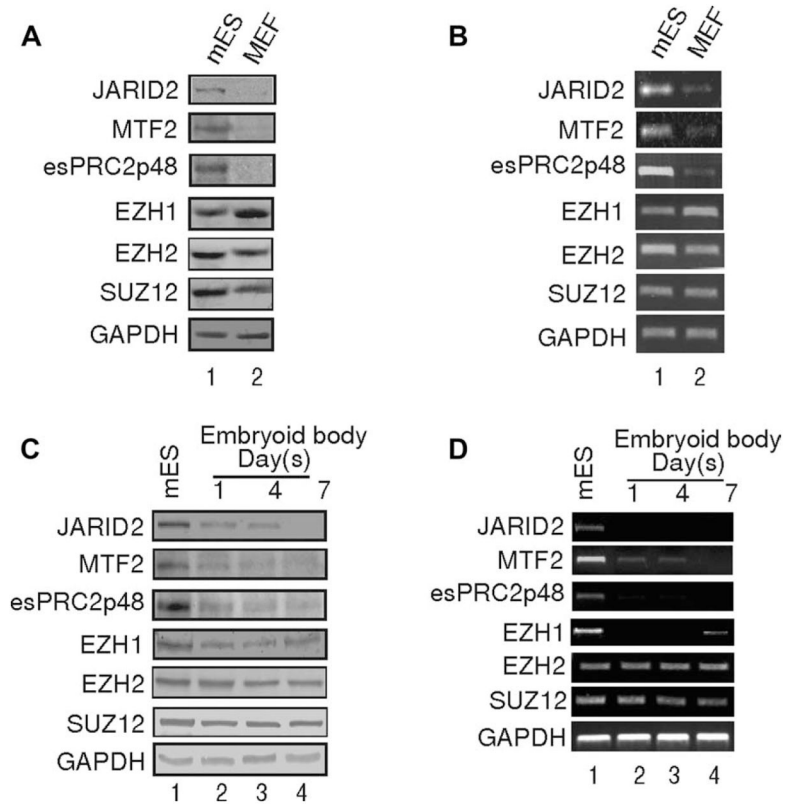 A
mES MEF
JARID2
MTF2
esPRC2p48
EZH1
EZH2
SUZ12
GAPDH
1 2
B
mES MEF
JARID2
MTF2
esPRC2p48
EZH1
EZH2
SUZ12
GAPDH
1 2
C
mES
Embryoid body
Day(s)
1 4 7
JARID2
MTF2
esPRC2p48
EZH1
EZH2
SUZ12
GAPDH
1 2 3 4
D
mES
Embryoid body
Day(s)
1 4 7
JARID2
MTF2
esPRC2p48
EZH1
EZH2
SUZ12
GAPDH
1 2 3 4